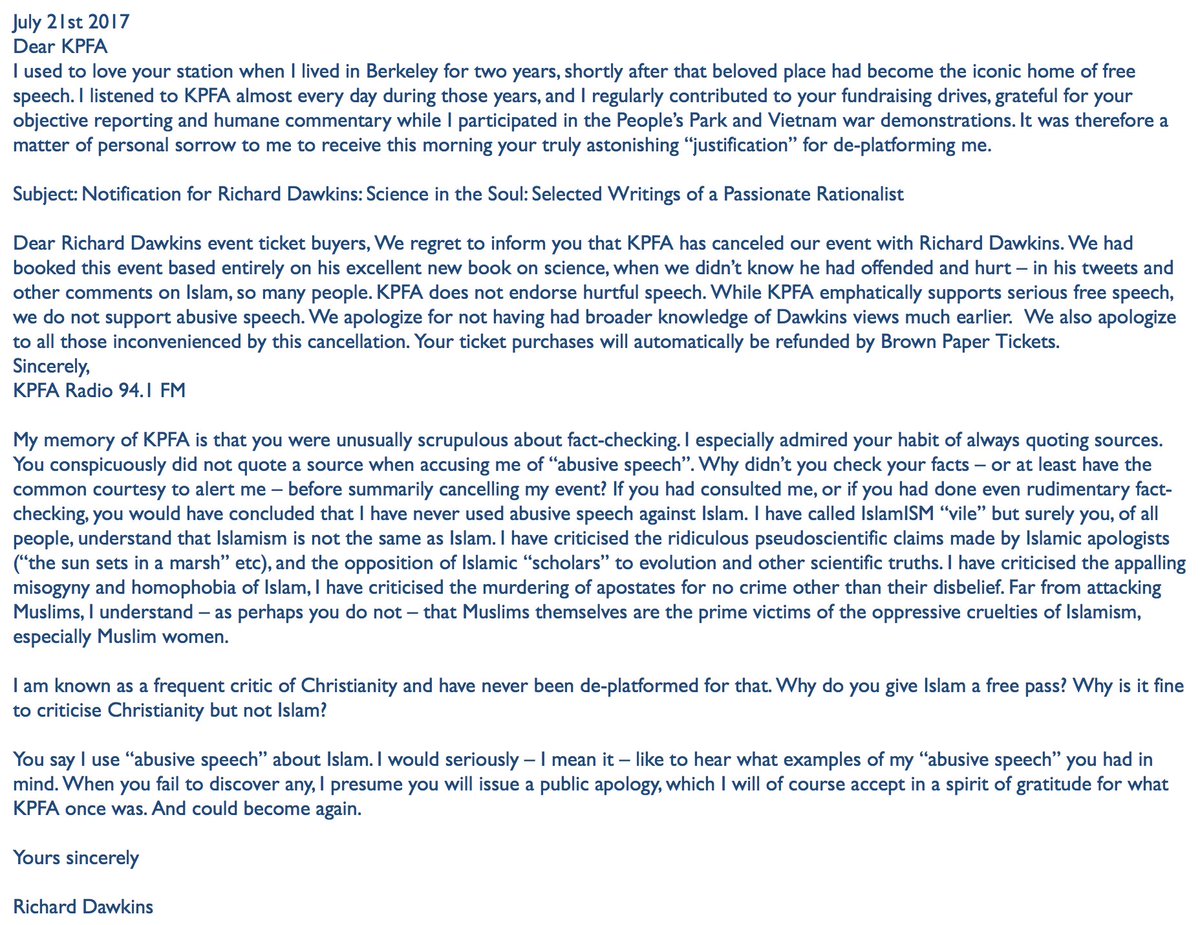 July 21st 2017
Dear KPFA
I used to love your station when I lived in Berkeley for two years, shortly after that beloved place had become the iconic home of free
speech. I listened to KPFA almost every day during those years, and I regularly contributed to your fundraising drives, grateful for your
objective reporting and humane commentary while I participated in the People's Park and Vietnam war demonstrations. It was therefore a
matter of personal sorrow to me to receive this morning your truly astonishing “justification” for de-platforming me.
Subject: Notification for Richard Dawkins: Science in the Soul: Selected Writings of a Passionate Rationalist
Dear Richard Dawkins event ticket buyers, We regret to inform you that KPFA has canceled our event with Richard Dawkins. We had
booked this event based entirely on his excellent new book on science, when we didn’t know he had offended and hurt – in his tweets and
other comments on Islam, so many people. KPFA does not endorse hurtful speech. While KPFA emphatically supports serious free speech,
we do not support abusive speech. We apologize for not having had broader knowledge of Dawkins views much earlier.  We also apologize
to all those inconvenienced by this cancellation. Your ticket purchases will automatically be refunded by Brown Paper Tickets.
Sincerely,
KPFA Radio 94.1 FM
My memory of KPFA is that you were unusually scrupulous about fact-checking. I especially admired your habit of always quoting sources.
You conspicuously did not quote a source when accusing me of “abusive speech”. Why didn’t you check your facts – or at least have the
common courtesy to alert me – before summarily cancelling my event? If you had consulted me, or if you had done even rudimentary fact-
checking, you would have concluded that I have never used abusive speech against Islam. I have called IslamISM “vile” but surely you, of all
people, understand that Islamism is not the same as Islam. I have criticised the ridiculous pseudoscientific claims made by Islamic apologists
(“the sun sets in a marsh” etc), and the opposition of Islamic “scholars” to evolution and other scientific truths. I have criticised the appalling
misogyny and homophobia of Islam, I have criticised the murdering of apostates for no crime other than their disbelief. Far from attacking
Muslims, I understand – as perhaps you do not – that Muslims themselves are the prime victims of the oppressive cruelties of Islamism,
especially Muslim women.
I am known as a frequent critic of Christianity and have never been de-platformed for that. Why do you give Islam a free pass? Why is it fine
to criticise Christianity but not Islam?
You say I use “abusive speech” about Islam. I would seriously – I mean it – like to hear what examples of my “abusive speech” you had in
mind. When you fail to discover any, I presume you will issue a public apology, which I will of course accept in a spirit of gratitude for what
KPFA once was. And could become again.
Yours sincerely
Richard Dawkins